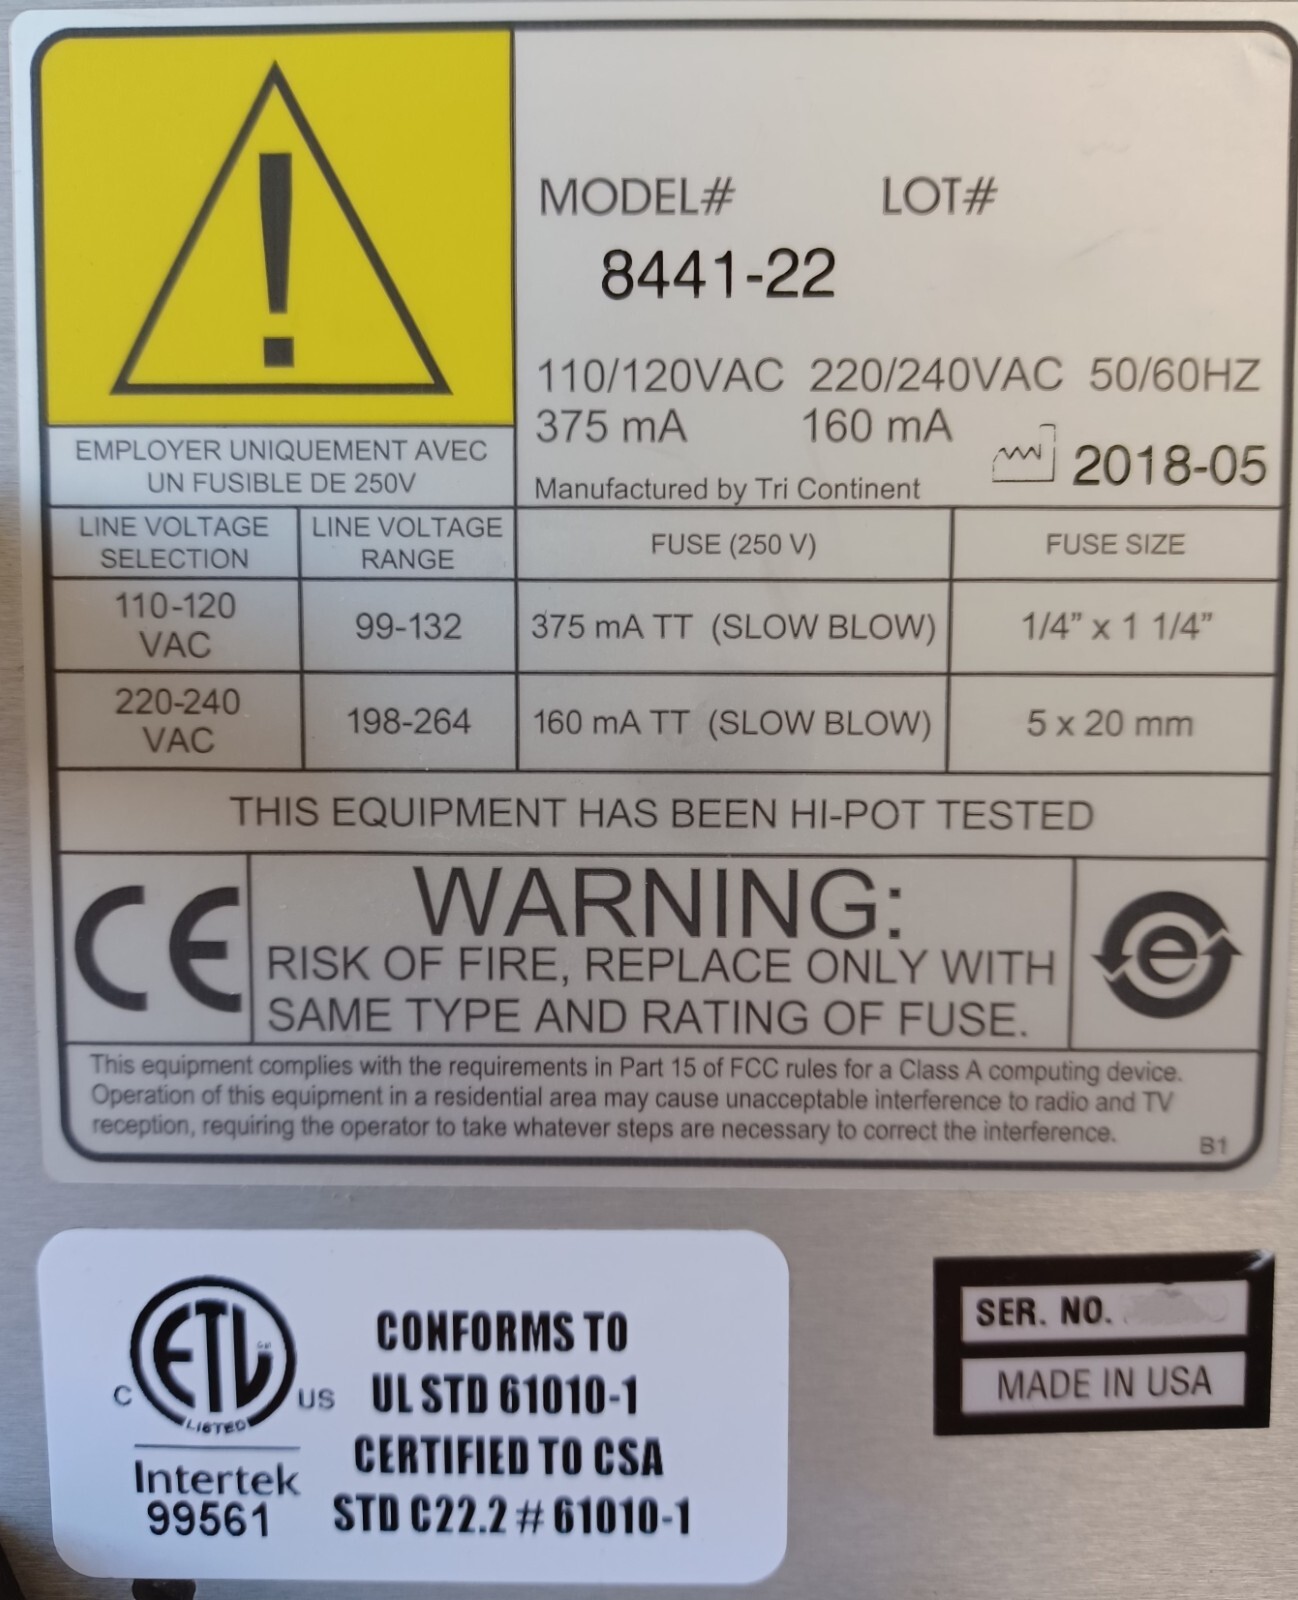 MODEL# LOT#
8441-22
110/120VAC 220/240VAC 50/60HZ
375 mA 160 mA
2018-05
Manufactured by Tri Continent
EMPLOYER UNIQUEMENT AVEC
UN FUSIBLE DE 250V
LINE VOLTAGE
SELECTION
LINE VOLTAGE
RANGE
FUSE (250 V)
FUSE SIZE
110-120
VAC
99-132
375 mA TT (SLOW BLOW)
1/4” x 1 1/4”
220-240
VAC
198-264
160 mA TT (SLOW BLOW)
5 x 20 mm
THIS EQUIPMENT HAS BEEN HI-POT TESTED
CE
WARNING:
RISK OF FIRE, REPLACE ONLY WITH
SAME TYPE AND RATING OF FUSE.
e
This equipment complies with the requirements in Part 15 of FCC rules for a Class A computing device.
Operation of this equipment in a residential area may cause unacceptable interference to radio and TV
reception, requiring the operator to take whatever steps are necessary to correct the interference.
B1
ETL
C US
LISTED
Intertek
99561
CONFORMS TO
UL STD 61010-1
CERTIFIED TO CSA
STD C22.2 # 61010-1
SER. NO.
MADE IN USA